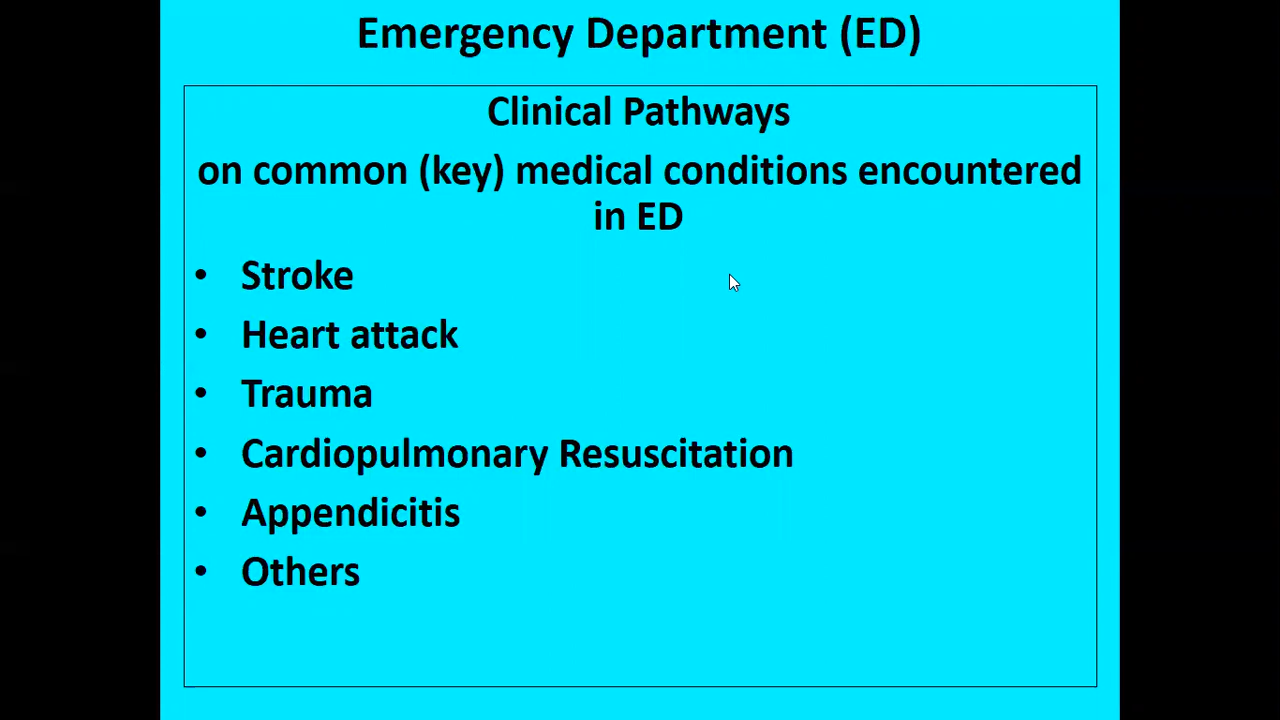 Emergency Department (ED)
Clinical Pathways
on common (key) medical conditions encountered
in ED
• Stroke
• Heart attack
• Trauma
• Cardiopulmonary Resuscitation
• Appendicitis
• Others